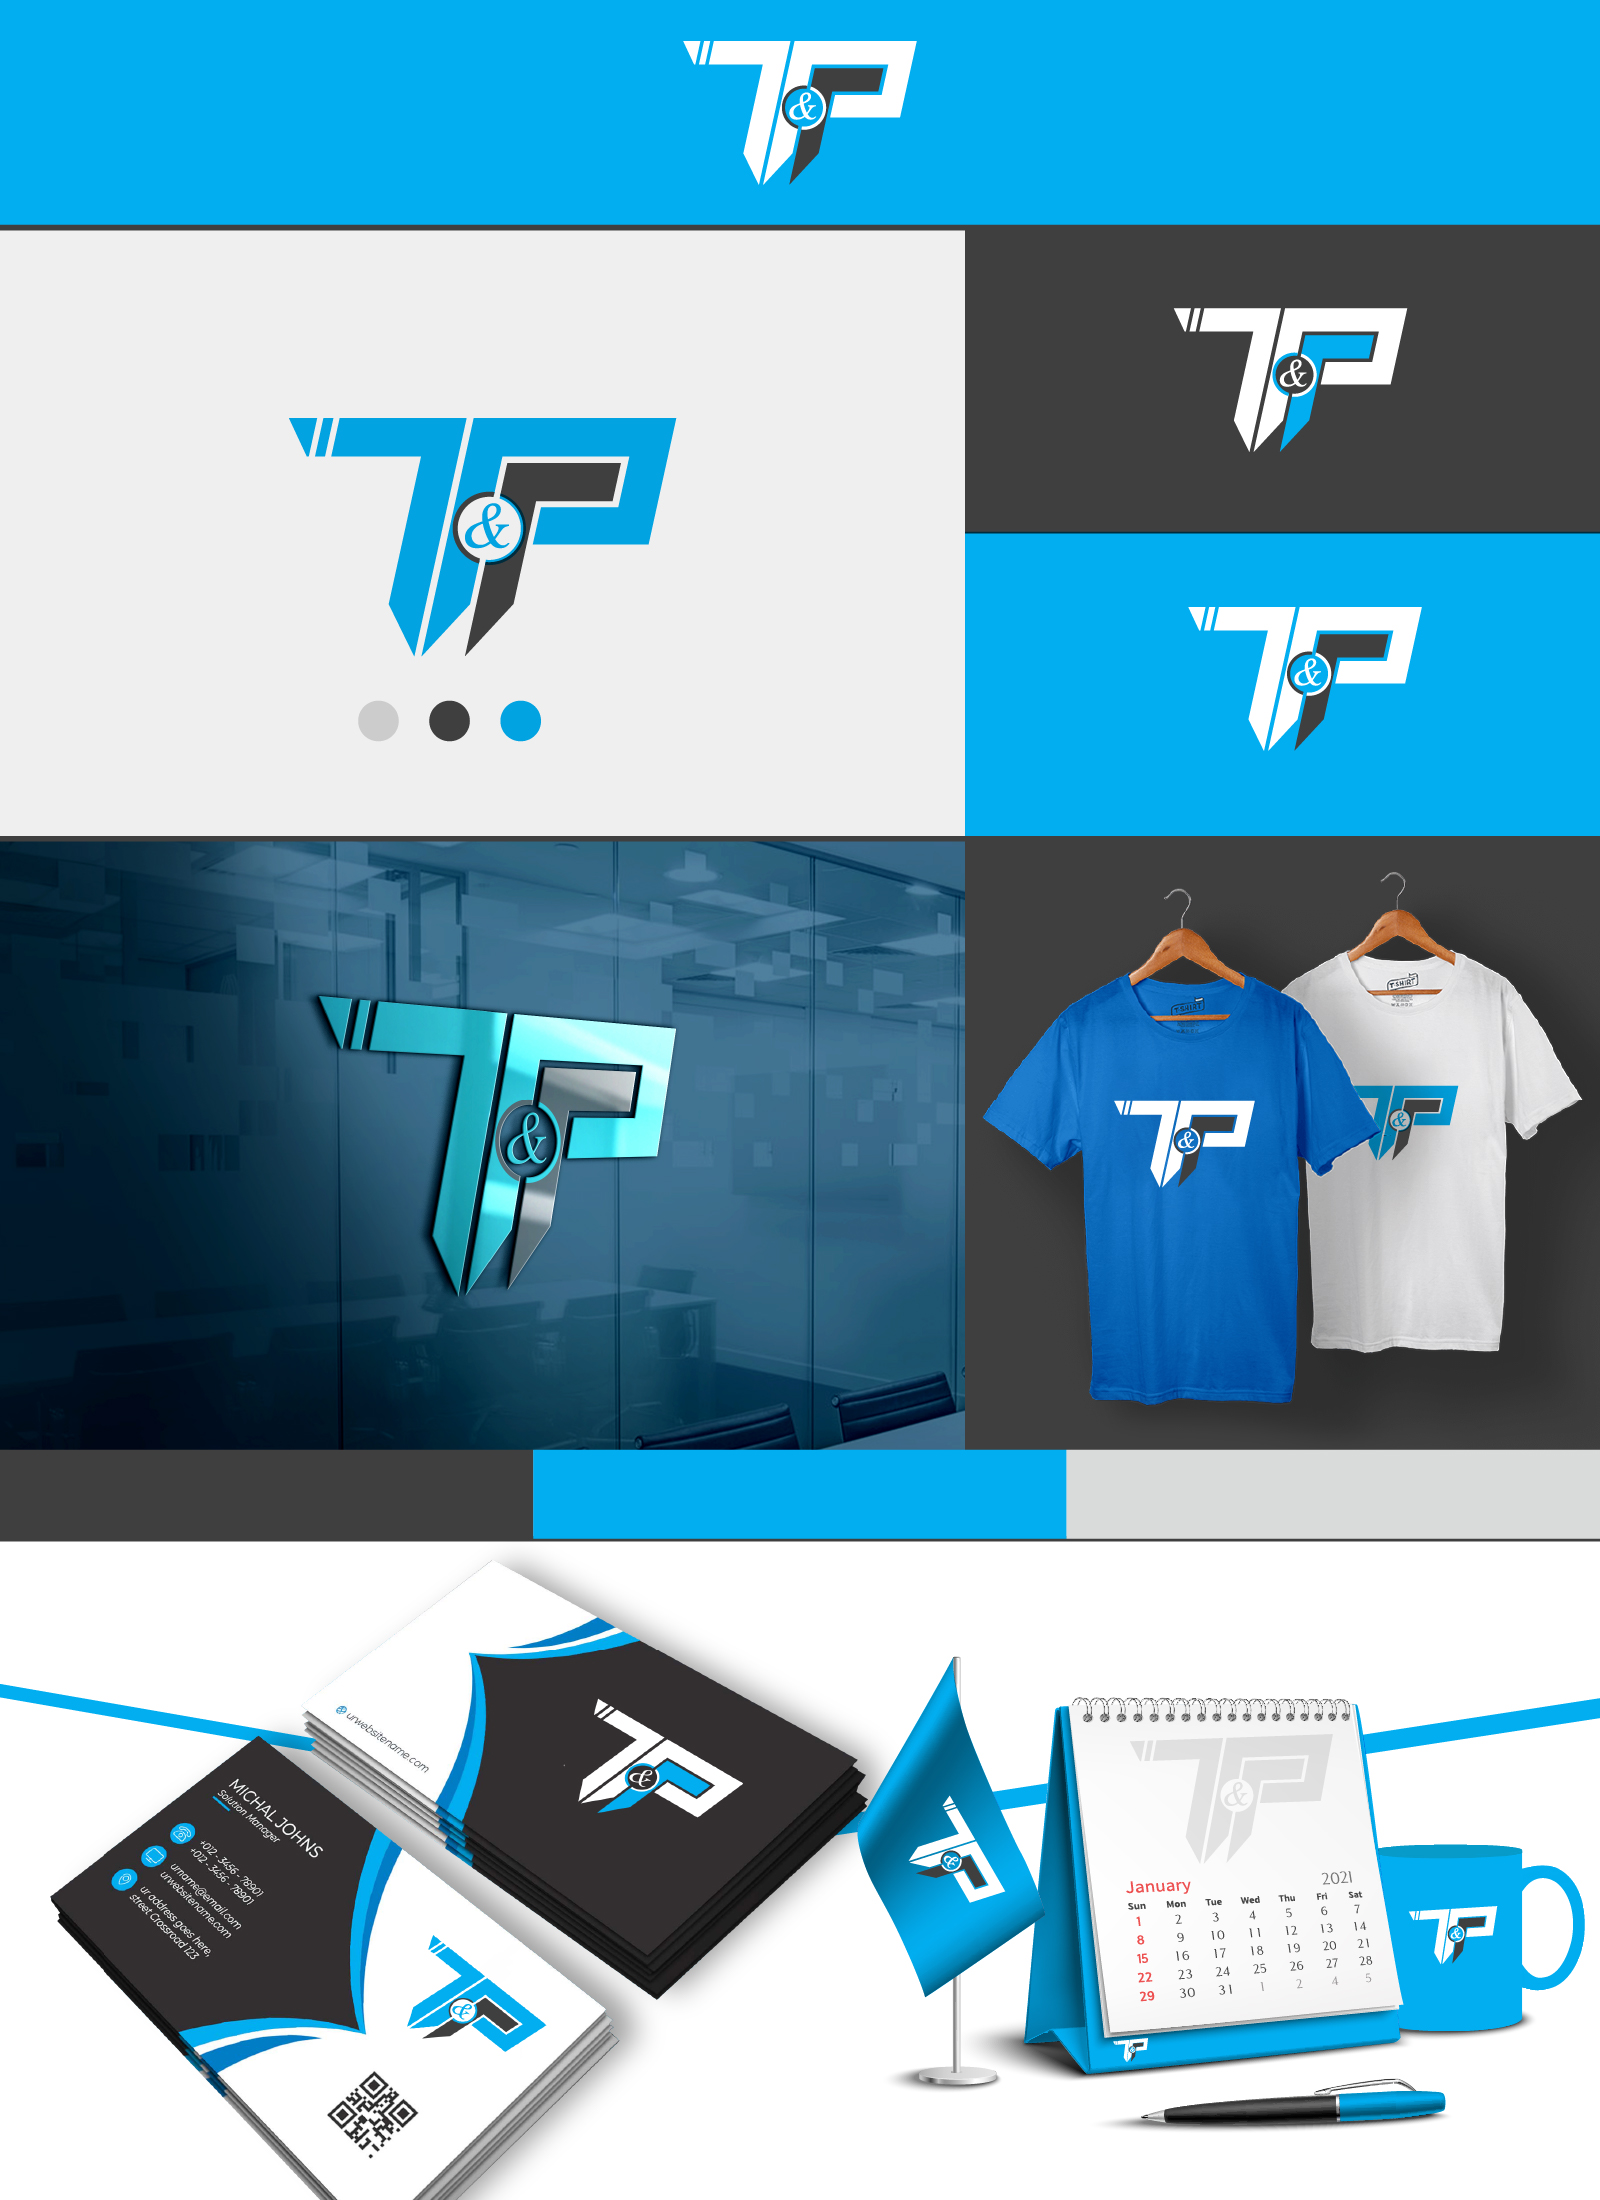 T&P
T&P
T&P
T&P
T&P
T-SHIRT
T-SHIRT
T&P
T&P
urwebsitename.com
T&P
MICHAL JOHNS
Solution Manager
+012 - 3456 - 78901
+012 - 3456 - 78901
urname@email.com
urwebsitename.com
ur address goes here,
street Crossroad 123
T&P
T&P
T&P
January 2021
Sun Mon Tue Wed Thu Fri Sat
1 2 3 4 5 6 7
8 9 10 11 12 13 14
15 16 17 18 19 20 21
22 23 24 25 26 27 28
29 30 31 1 2 4 5
T&P
T&P